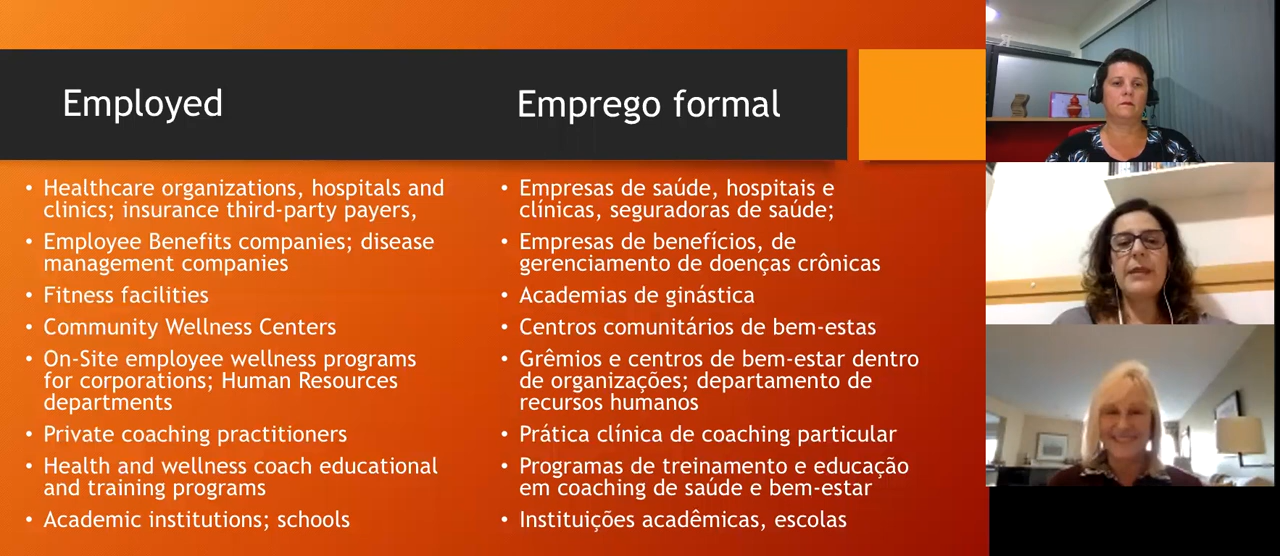 Employed
• Healthcare organizations, hospitals and
clinics; insurance third-party payers,
• Employee Benefits companies; disease
management companies
• Fitness facilities
• Community Wellness Centers
• On-Site employee wellness programs
for corporations; Human Resources
departments
• Private coaching practitioners
• Health and wellness coach educational
and training programs
• Academic institutions; schools
Emprego formal
• Empresas de saúde, hospitais e
clínicas, seguradoras de saúde;
• Empresas de benefícios, de
gerenciamento de doenças crônicas
• Academias de ginástica
• Centros comunitários de bem-estas
• Grêmios e centros de bem-estar dentro
de organizações; departamento de
recursos humanos
• Prática clínica de coaching particular
• Programas de treinamento e educação
em coaching de saúde e bem-estar
• Instituições acadêmicas, escolas